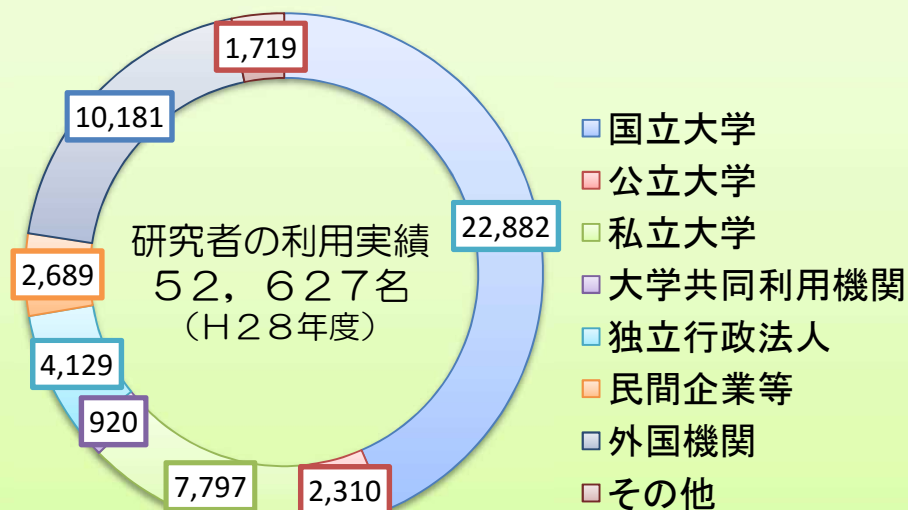 1,719
10,181
22,882
2,689
4,129
920
7,797
2,310
研究者の利用実績
５２，６２７名
（Ｈ２８年度）
国立大学
公立大学
私立大学
大学共同利用機関
独立行政法人
民間企業等
外国機関
その他